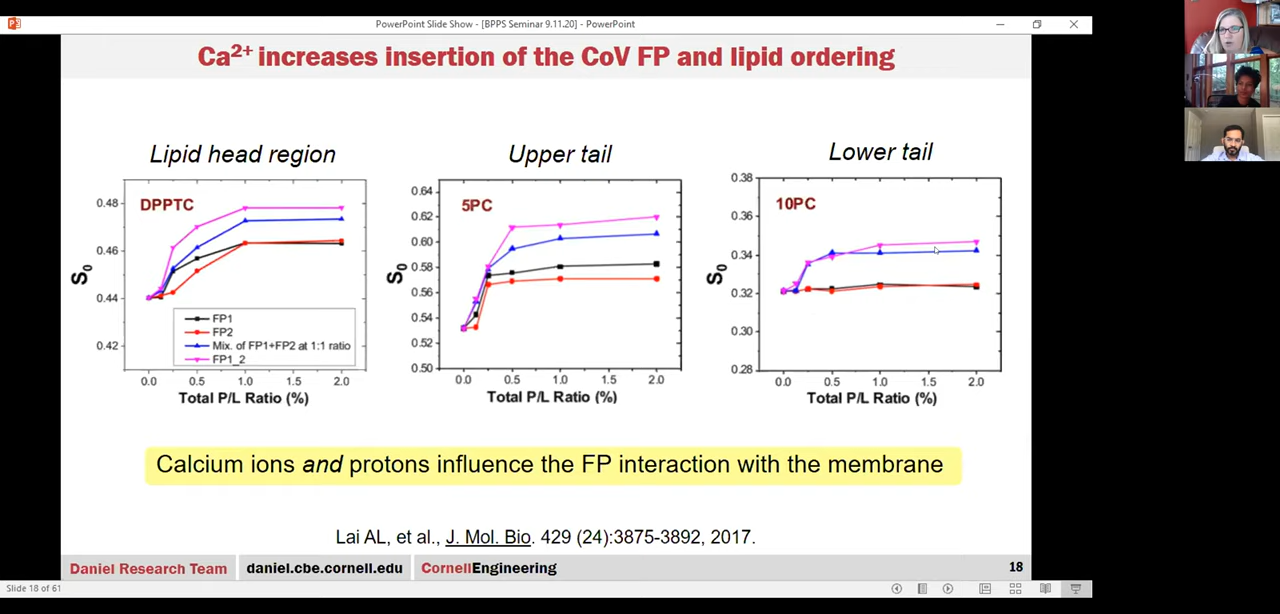 PowerPoint Slide Show - [BPPS Seminar 9.11.20] - PowerPoint
Ca2+ increases insertion of the CoV FP and lipid ordering
Lipid head region
Upper tail
Lower tail
DPPTC
0.48
0.46
0.44
0.42
S0
FP1
FP2
Mix. of FP1+FP2 at 1:1 ratio
FP1_2
0.0 0.5 1.0 1.5 2.0
Total P/L Ratio (%)
5PC
0.64
0.62
0.60
0.58
0.56
0.54
0.52
0.50
S0
0.0 0.5 1.0 1.5 2.0
Total P/L Ratio (%)
10PC
0.38
0.36
0.34
0.32
0.30
0.28
S0
0.0 0.5 1.0 1.5 2.0
Total P/L Ratio (%)
Calcium ions and protons influence the FP interaction with the membrane
Lai AL, et al., J. Mol. Bio. 429 (24):3875-3892, 2017.
Daniel Research Team daniel.cbe.cornell.edu CornellEngineering 18
Slide 18 of 61